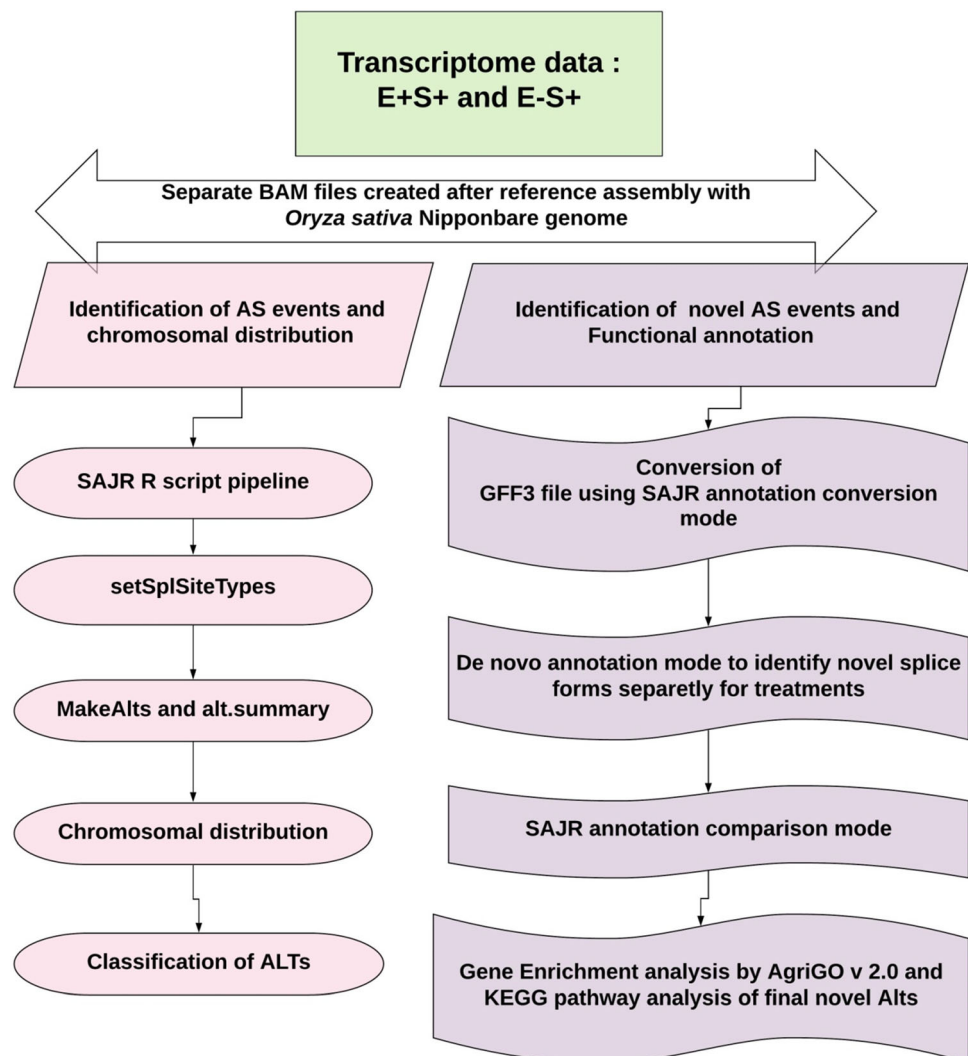 Transcriptome data :
E+S+ and E-S+
Separate BAM files created after reference assembly with
Oryza sativa Nipponbare genome
Identification of AS events and
chromosomal distribution
SAJR R script pipeline
setSplSiteTypes
MakeAlts and alt.summary
Chromosomal distribution
Classification of ALTs
Identification of novel AS events and
Functional annotation
Conversion of
GFF3 file using SAJR annotation conversion
mode
De novo annotation mode to identify novel splice
forms separetly for treatments
SAJR annotation comparison mode
Gene Enrichment analysis by AgriGO v 2.0 and
KEGG pathway analysis of final novel Alts